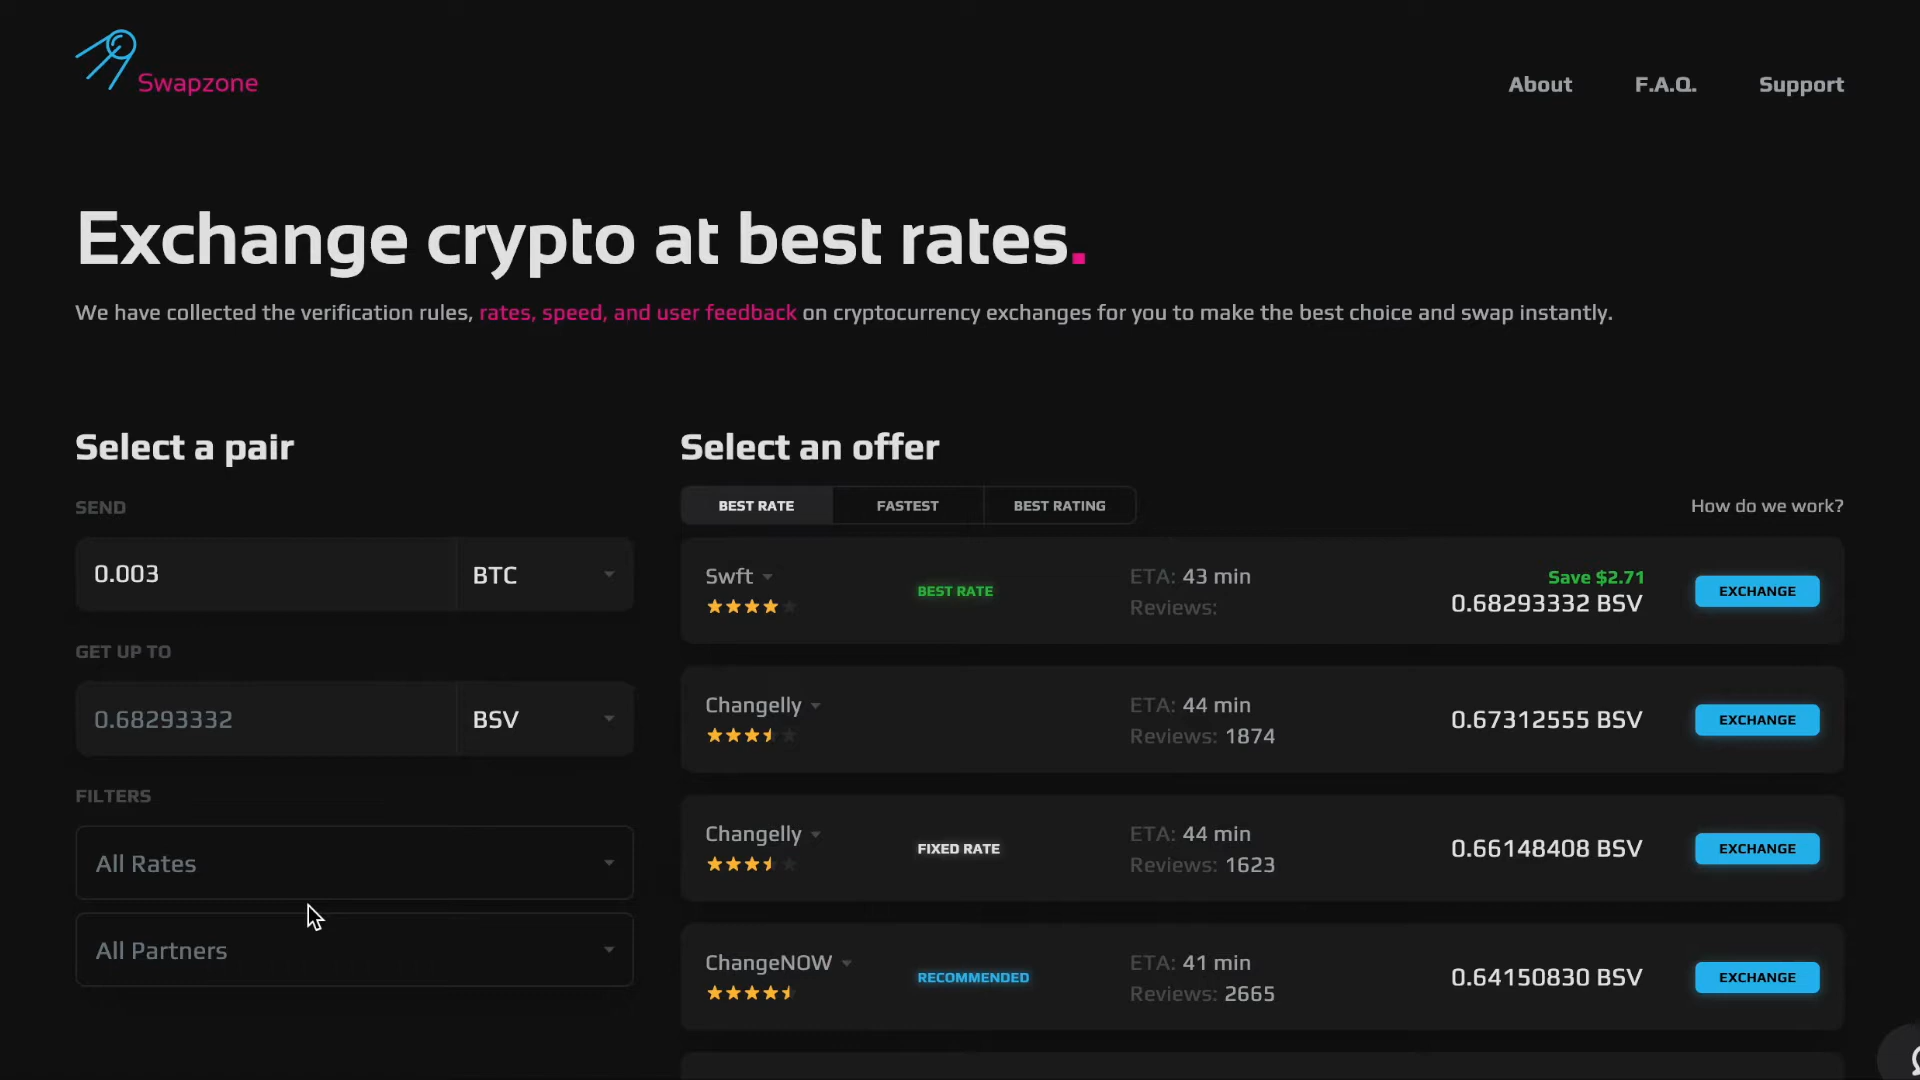 Swapzone
About
F.A.Q.
Support
Exchange crypto at best rates.
We have collected the verification rules, rates, speed, and user feedback on cryptocurrency exchanges for you to make the best choice and swap instantly.
Select a pair
SEND
0.003
BTC
GET UP TO
0.68293332
BSV
FILTERS
All Rates
All Partners
Select an offer
BEST RATE
FASTEST
BEST RATING
How do we work?
Swft
BEST RATE
ETA: 43 min
Reviews:
Save $2.71
0.68293332 BSV
EXCHANGE
Changelly
ETA: 44 min
Reviews: 1874
0.67312555 BSV
EXCHANGE
Changelly
FIXED RATE
ETA: 44 min
Reviews: 1623
0.66148408 BSV
EXCHANGE
ChangeNOW
RECOMMENDED
ETA: 41 min
Reviews: 2665
0.64150830 BSV
EXCHANGE